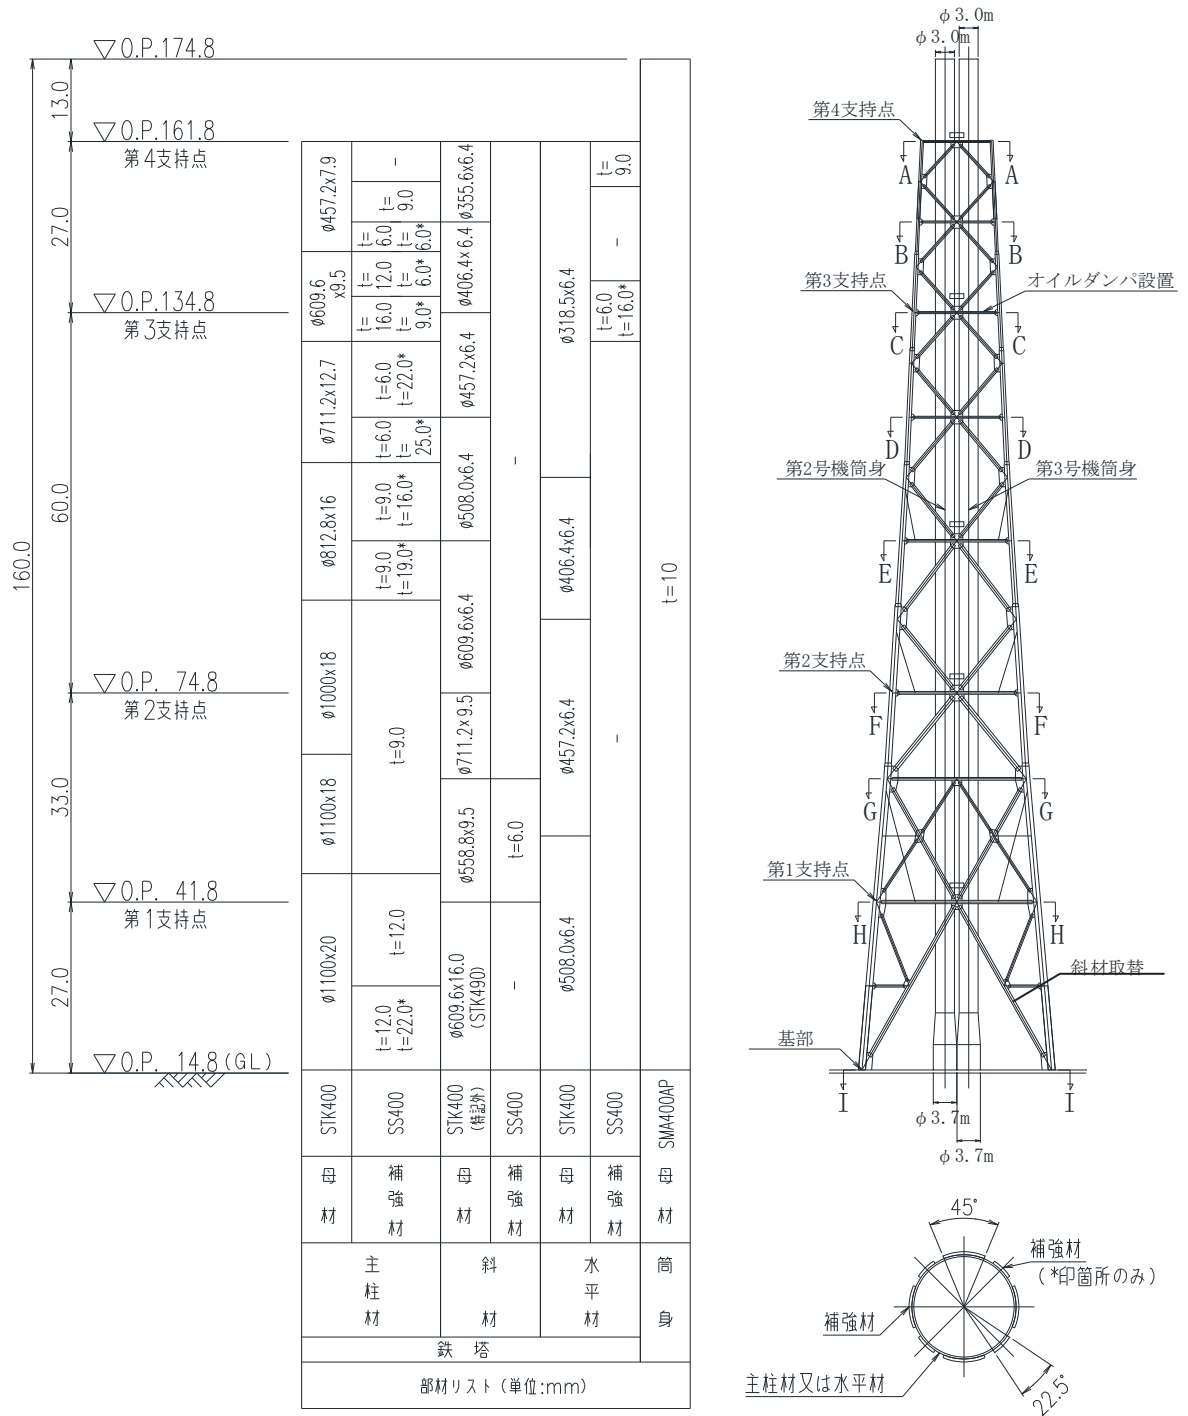 ▽O.P.174.8
13.0
▽O.P.161.8
第4支持点
27.0
▽O.P.134.8
第3支持点
60.0
160.0
▽O.P. 74.8
第2支持点
33.0
▽O.P. 41.8
第1支持点
27.0
▽O.P. 14.8(GL)
φ457.2x7.9
φ609.6
x9.5
φ711.2x12.7
φ812.8x16
φ1000x18
φ1100x18
φ1100x20
STK400
母材
-
t=
9.0
t=
6.0
t=
6.0*
t=
12.0
t=
6.0*
t=
16.0
t=
9.0*
t=6.0
t=22.0*
t=6.0
t=
25.0*
t=9.0
t=16.0*
t=9.0
t=19.0*
t=9.0
t=12.0
t=12.0
t=22.0*
SS400
補強材
主柱材
φ355.6x6.4
φ406.4x6.4
φ457.2x6.4
φ508.0x6.4
φ609.6x6.4
φ711.2x9.5
φ558.8x9.5
φ609.6x16.0
(STK490)
STK400
(特記外)
母材
-
t=6.0
-
SS400
補強材
斜材
φ318.5x6.4
φ406.4x6.4
φ457.2x6.4
φ508.0x6.4
STK400
母材
t=
9.0
-
t=6.0
t=16.0*
-
SS400
補強材
水平材
鉄 塔
t=10
SMA400AP
母材
筒身
部材リスト (単位:mm)
φ3.0m
φ3.0m
第4支持点
A
A
B
B
第3支持点
オイルダンパ設置
C
C
D
D
第2号機筒身
第3号機筒身
E
E
第2支持点
F
F
G
G
第1支持点
H
H
斜材取替
基部
I
I
φ3.7m
φ3.7m
45°
補強材
(*印箇所のみ)
補強材
主柱材又は水平材
22.5°